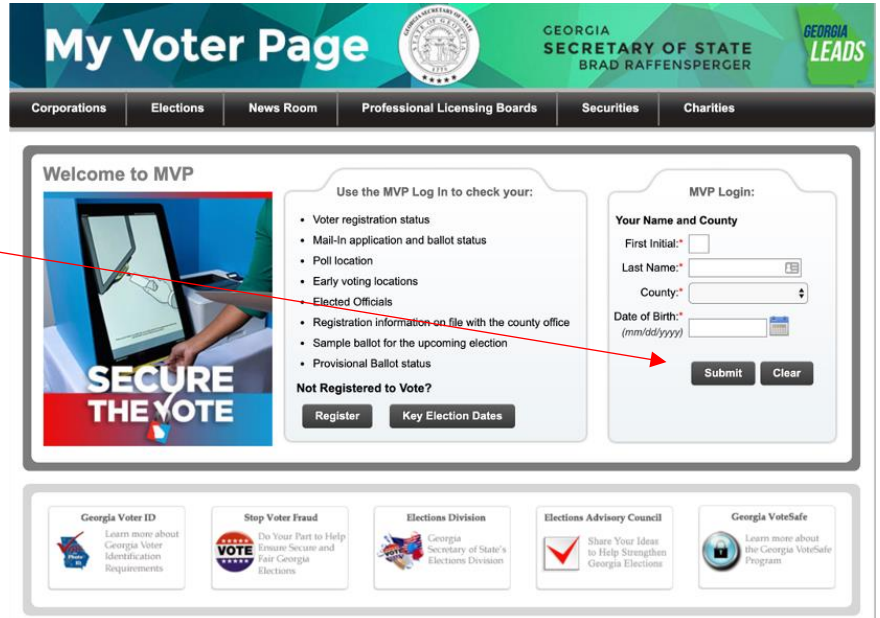 My Voter Page
GEORGIA
SECRETARY OF STATE
BRAD RAFFENSPERGER
GEORGIA
LEADS
Corporations
Elections
News Room
Professional Licensing Boards
Securities
Charities
Welcome to MVP
SECURE
THE VOTE
Use the MVP Log In to check your:
• Voter registration status
• Mail-In application and ballot status
• Poll location
• Early voting locations
• Elected Officials
• Registration information on file with the county office
• Sample ballot for the upcoming election
• Provisional Ballot status
Not Registered to Vote?
Register
Key Election Dates
MVP Login:
Your Name and County
First Initial:*
Last Name:*
County:*
Date of Birth:*
(mm/dd/yyyy)
Submit
Clear
Georgia Voter ID
Learn more about
Georgia Voter
Identification
Requirements
Stop Voter Fraud
VOTE
Do Your Part to Help
Ensure Secure and
Fair Georgia
Elections
Elections Division
Georgia
Secretary of State's
Elections Division
Elections Advisory Council
Share Your Ideas
to Help Strengthen
Georgia Elections
Georgia VoteSafe
Learn more about
the Georgia VoteSafe
Program